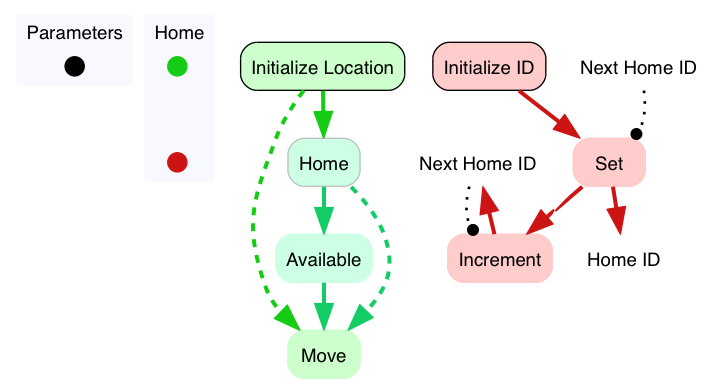 Parameters
Home
Initialize Location
Initialize ID
Next Home ID
Home
Next Home ID
Set
Available
Increment
Home ID
Move